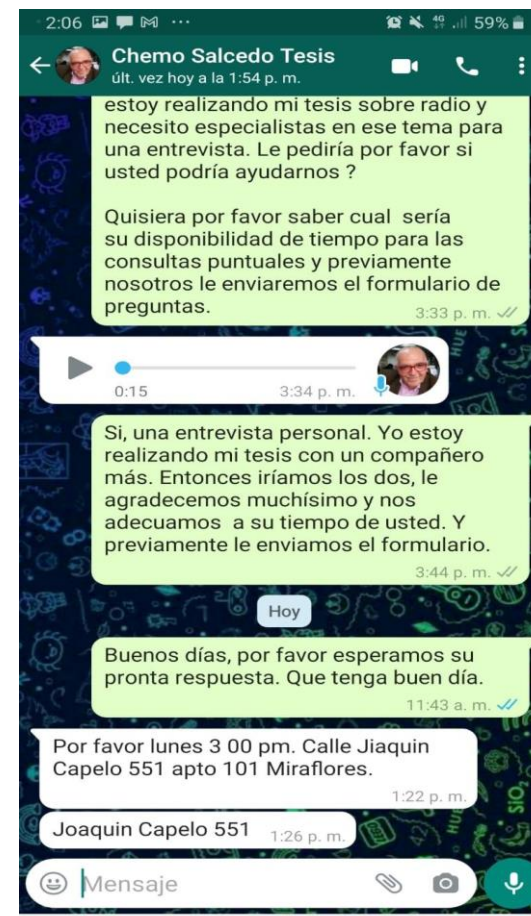 2:06 59%
Chemo Salcedo Tesis
últ. vez hoy a la 1:54 p. m.
estoy realizando mi tesis sobre radio y
necesito especialistas en ese tema para
una entrevista. Le pediría por favor si
usted podría ayudarnos ?
Quisiera por favor saber cual sería
su disponibilidad de tiempo para las
consultas puntuales y previamente
nosotros le enviaremos el formulario de
preguntas.
3:33 p. m.
0:15 3:34 p. m.
Si, una entrevista personal. Yo estoy
realizando mi tesis con un compañero
más. Entonces iríamos los dos, le
agradecemos muchísimo y nos
adecuamos a su tiempo de usted. Y
previamente le enviamos el formulario.
3:44 p. m.
Hoy
Buenos días, por favor esperamos su
pronta respuesta. Que tenga buen día.
11:43 a. m.
Por favor lunes 3 00 pm. Calle Jiaquin
Capelo 551 apto 101 Miraflores.
1:22 p. m.
Joaquin Capelo 551 1:26 p. m.
Mensaje